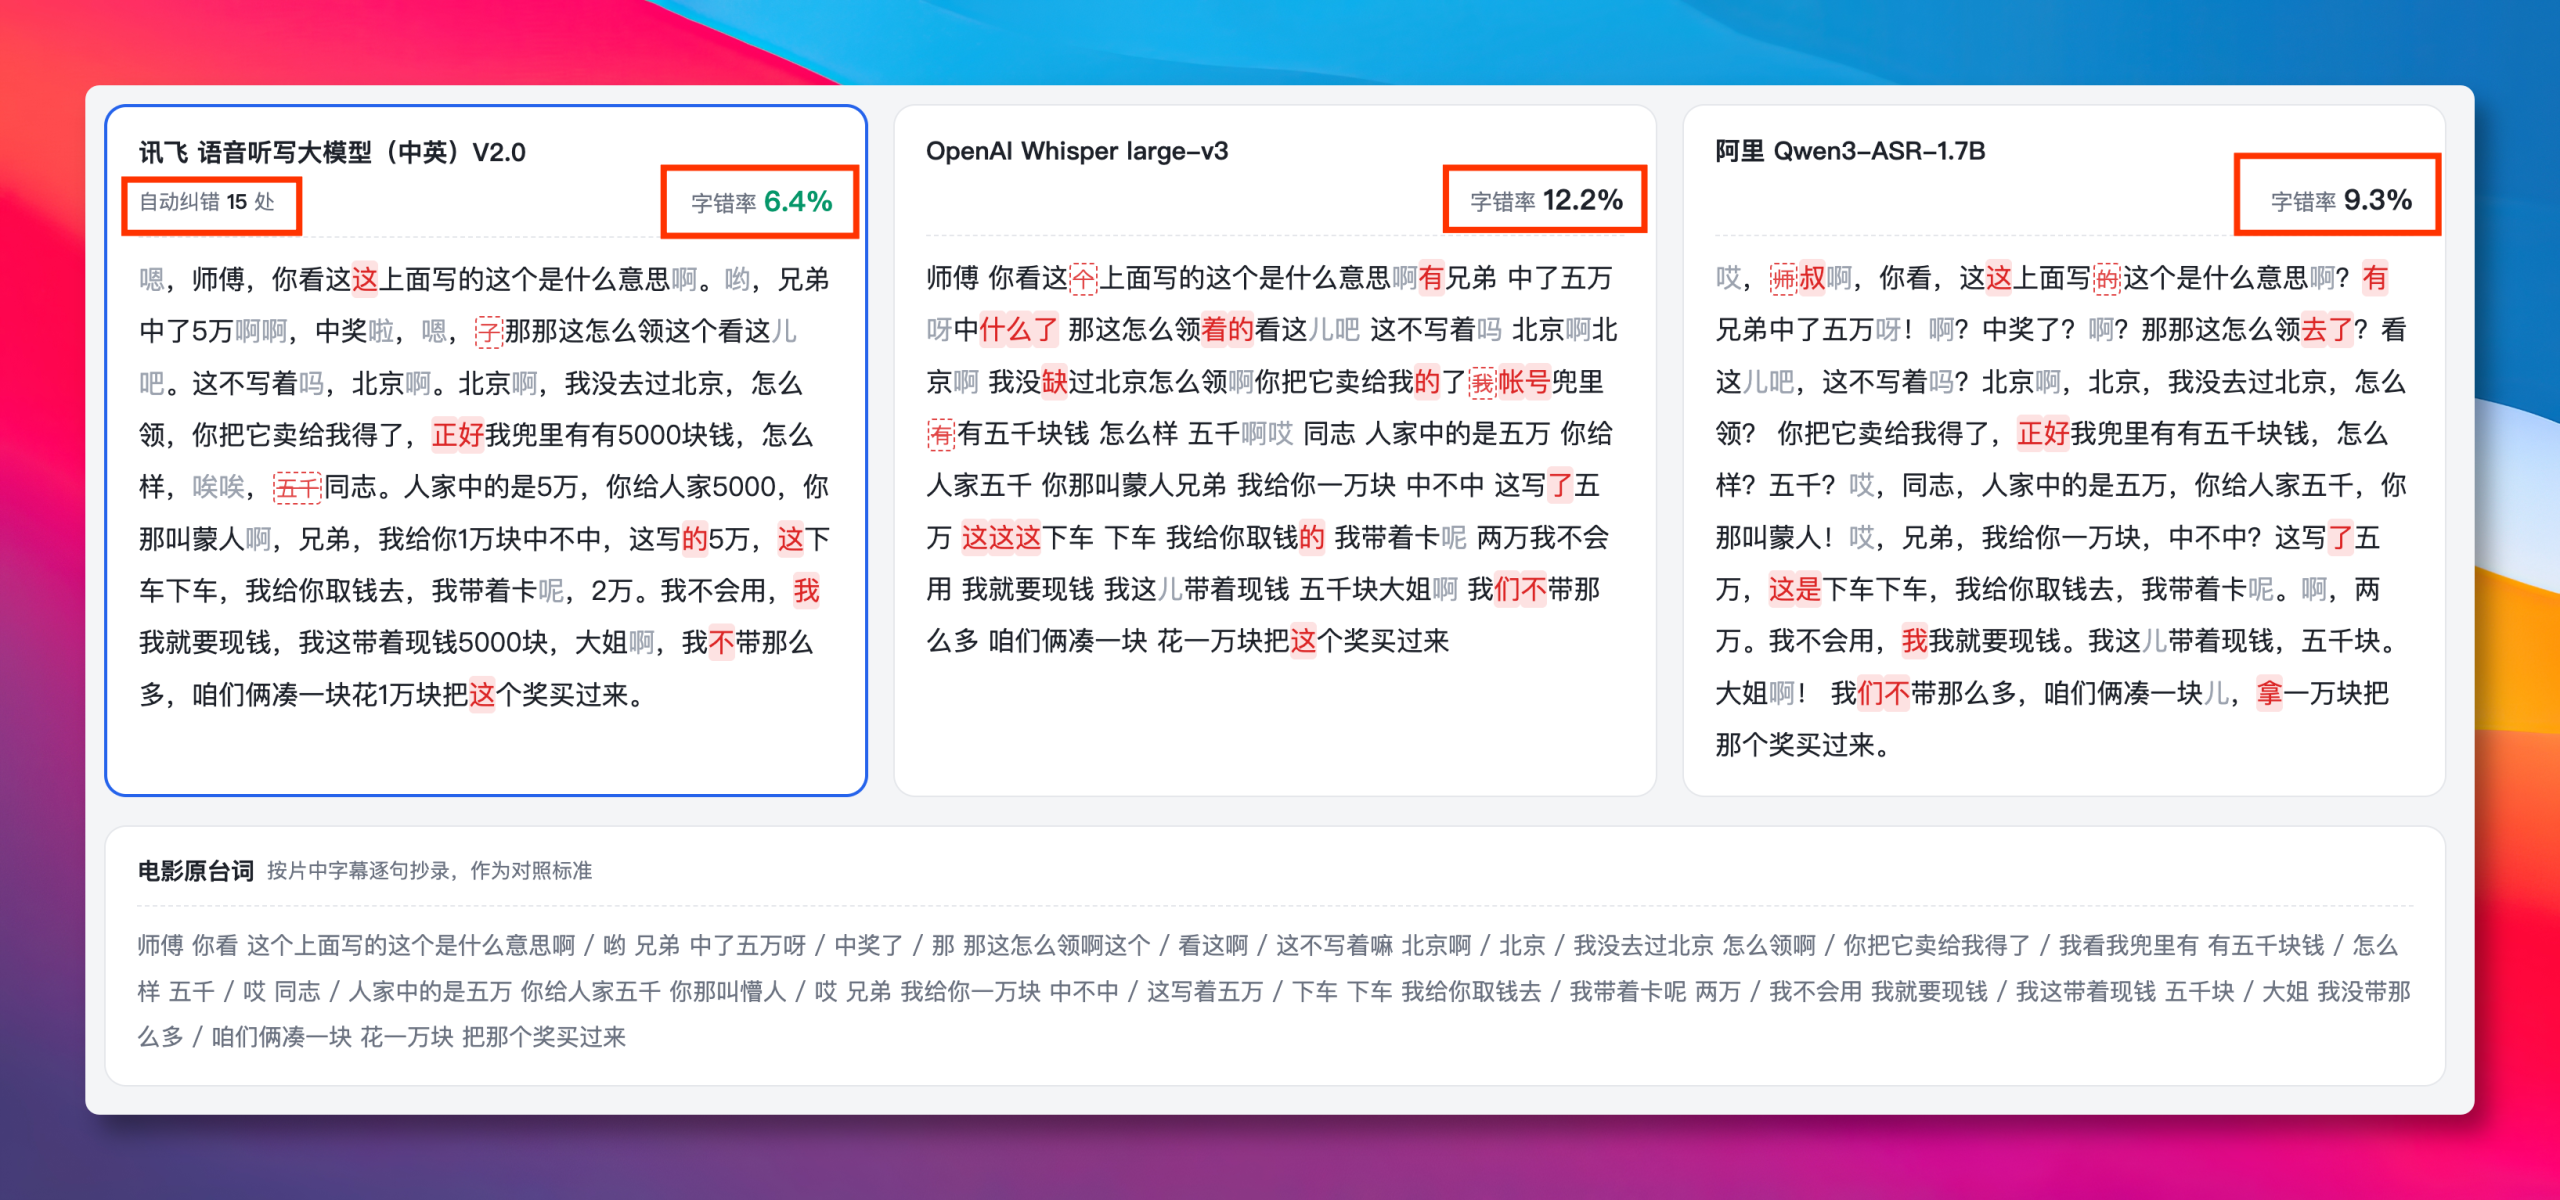 讯飞 语音听写大模型（中英）V2.0
自动纠错 15 处
字错率 6.4%
嗯，师傅，你看这这上面写的这个是什么意思啊。哟，兄弟
中了5万啊啊，中奖啦，嗯，子那那这怎么领这个看这儿
吧。这不写着吗，北京啊。北京啊，我没去过北京，怎么
领，你把它卖给我得了，正好我兜里有有5000块钱，怎么
样，唉唉，五千同志。人家中的是5万，你给人家5000，你
那叫蒙人啊，兄弟，我给你1万块中不中，这写的5万，这下
车下车，我给你取钱去，我带着卡呢，2万。我不会用，我
我就要现钱，我这带着现钱5000块，大姐啊，我不带那么
多，咱们俩凑一块花1万块把这个奖买过来。
OpenAI Whisper large-v3
字错率 12.2%
师傅 你看这个上面写的这个是什么意思啊有兄弟 中了五万
呀中什么了 那这怎么领着的看这儿吧 这不写着吗 北京啊北
京啊 我没缺过北京怎么领啊你把它卖给我的了我帐号兜里
有有五千块钱 怎么样 五千啊哎 同志 人家中的是五万 你给
人家五千 你那叫蒙人兄弟 我给你一万块 中不中 这写了五
万 这这这下车 下车 我给你取钱的 我带着卡呢 两万我不会
用 我就要现钱 我这儿带着现钱 五千块大姐啊 我们不带那
么多 咱们俩凑一块 花一万块把这个奖买过来
阿里 Qwen3-ASR-1.7B
字错率 9.3%
哎，师叔啊，你看，这这上面写的这个是什么意思啊？有
兄弟中了五万呀！啊？中奖了？啊？那那这怎么领去了？看
这儿吧，这不写着吗？北京啊，北京，我没去过北京，怎么
领？ 你把它卖给我得了，正好我兜里有有五千块钱，怎么
样？五千？哎，同志，人家中的是五万，你给人家五千，你
那叫蒙人！哎，兄弟，我给你一万块，中不中？这写了五
万，这是下车下车，我给你取钱去，我带着卡呢。啊，两
万。我不会用，我我就要现钱。我这儿带着现钱，五千块。
大姐啊！ 我们不带那么多，咱们俩凑一块儿，拿一万块把
那个奖买过来。
电影原台词 按片中字幕逐句抄录，作为对照标准
师傅 你看 这个上面写的这个是什么意思啊 / 哟 兄弟 中了五万呀 / 中奖了 / 那 那这怎么领啊这个 / 看这啊 / 这不写着嘛 北京啊 / 北京 / 我没去过北京 怎么领啊 / 你把它卖给我得了 / 我看我兜里有 有五千块钱 / 怎么
样 五千 / 哎 同志 / 人家中的是五万 你给人家五千 你那叫懵人 / 哎 兄弟 我给你一万块 中不中 / 这写着五万 / 下车 下车 我给你取钱去 / 我带着卡呢 两万 / 我不会用 我就要现钱 / 我这带着现钱 五千块 / 大姐 我没带那
么多 / 咱们俩凑一块 花一万块 把那个奖买过来